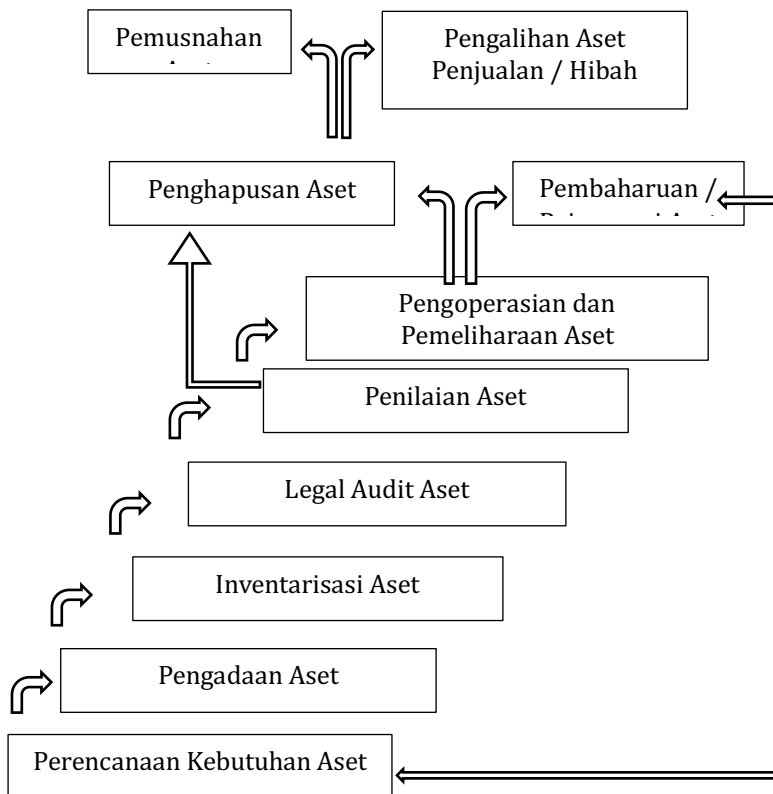 Pemusnahan
Pengalihan Aset
Penjualan / Hibah
Penghapusan Aset
Pembaharuan /
Pengoperasian dan
Pemeliharaan Aset
Penilaian Aset
Legal Audit Aset
Inventarisasi Aset
Pengadaan Aset
Perencanaan Kebutuhan Aset